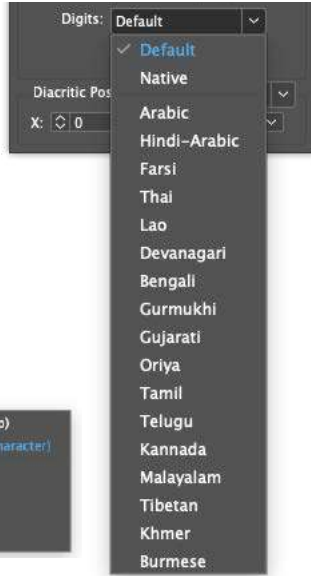 Digits: Default
✓ Default
Native
Diacritic Pos
X: 0
Arabic
Hindi-Arabic
Farsi
Thai
Lao
Devanagari
Bengali
Gurmukhi
Gujarati
Oriya
Tamil
Telugu
Kannada
Malayalam
Tibetan
Khmer
Burmese